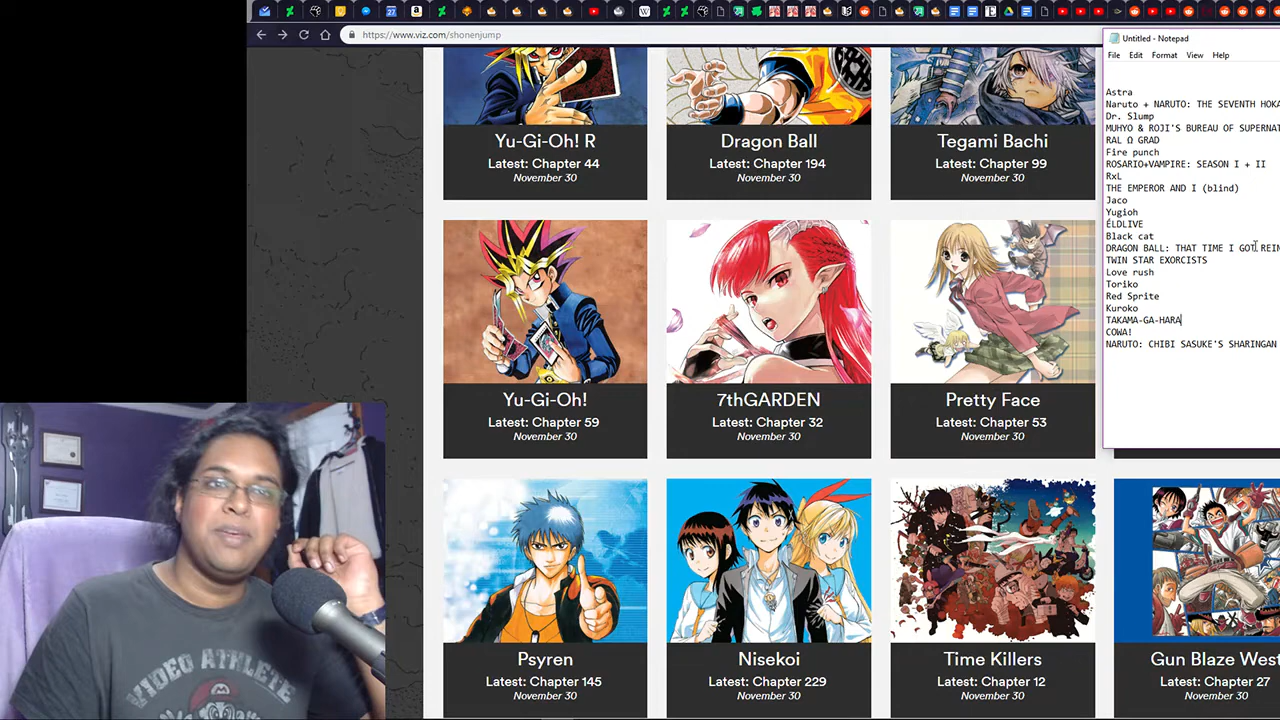 https://www.viz.com/shonenjump
Yu-Gi-Oh! R
Latest: Chapter 44
November 30
Dragon Ball
Latest: Chapter 194
November 30
Tegami Bachi
Latest: Chapter 99
November 30
Yu-Gi-Oh!
Latest: Chapter 59
November 30
7thGARDEN
Latest: Chapter 32
November 30
Pretty Face
Latest: Chapter 53
November 30
Psyren
Latest: Chapter 145
November 30
Nisekoi
Latest: Chapter 229
November 30
Time Killers
Latest: Chapter 12
November 30
Gun Blaze West
Latest: Chapter 27
November 30
Untitled - Notepad
File Edit Format View Help
Astra
Naruto + NARUTO: THE SEVENTH HOKA
Dr. Slump
MUHYO & ROJI'S BUREAU OF SUPERNAT
RAL Ω GRAD
Fire punch
ROSARIO+VAMPIRE: SEASON I + II
RxL
THE EMPEROR AND I (blind)
Jaco
Yugioh
ĒLDLIVE
Black cat
DRAGON BALL: THAT TIME I GOT REIN
TWIN STAR EXORCISTS
Love rush
Toriko
Red Sprite
Kuroko
TAKAMA-GA-HARA
COWA!
NARUTO: CHIBI SASUKE'S SHARINGAN
VIDEO ATHLETE